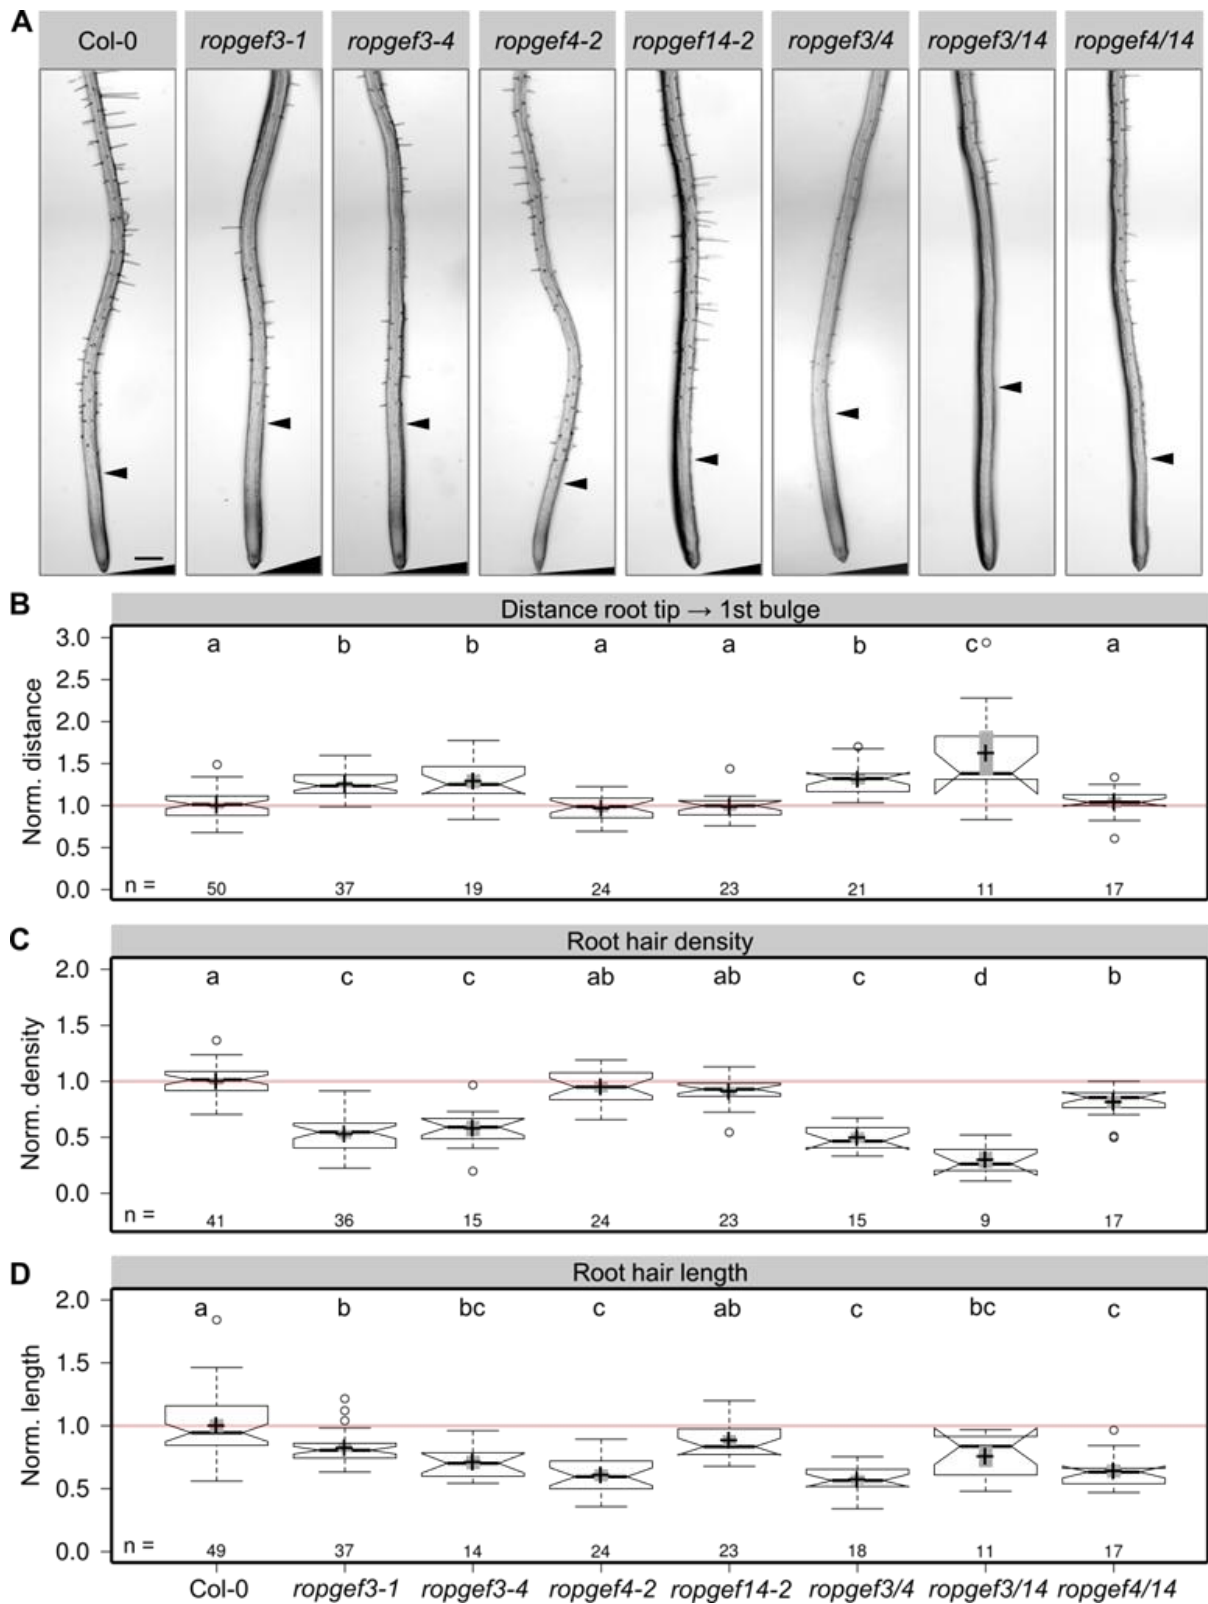 A
Col-0 ropgef3-1 ropgef3-4 ropgef4-2 ropgef14-2 ropgef3/4 ropgef3/14 ropgef4/14
B
Distance root tip → 1st bulge
Norm. distance
3.0
2.5
2.0
1.5
1.0
0.5
0.0
a b b a a b c a
n = 50 37 19 24 23 21 11 17
C
Root hair density
Norm. density
2.0
1.5
1.0
0.5
0.0
a c c ab ab c d b
n = 41 36 15 24 23 15 9 17
D
Root hair length
Norm. length
2.0
1.5
1.0
0.5
0.0
a b bc c ab c bc c
n = 49 37 14 24 23 18 11 17
Col-0 ropgef3-1 ropgef3-4 ropgef4-2 ropgef14-2 ropgef3/4 ropgef3/14 ropgef4/14